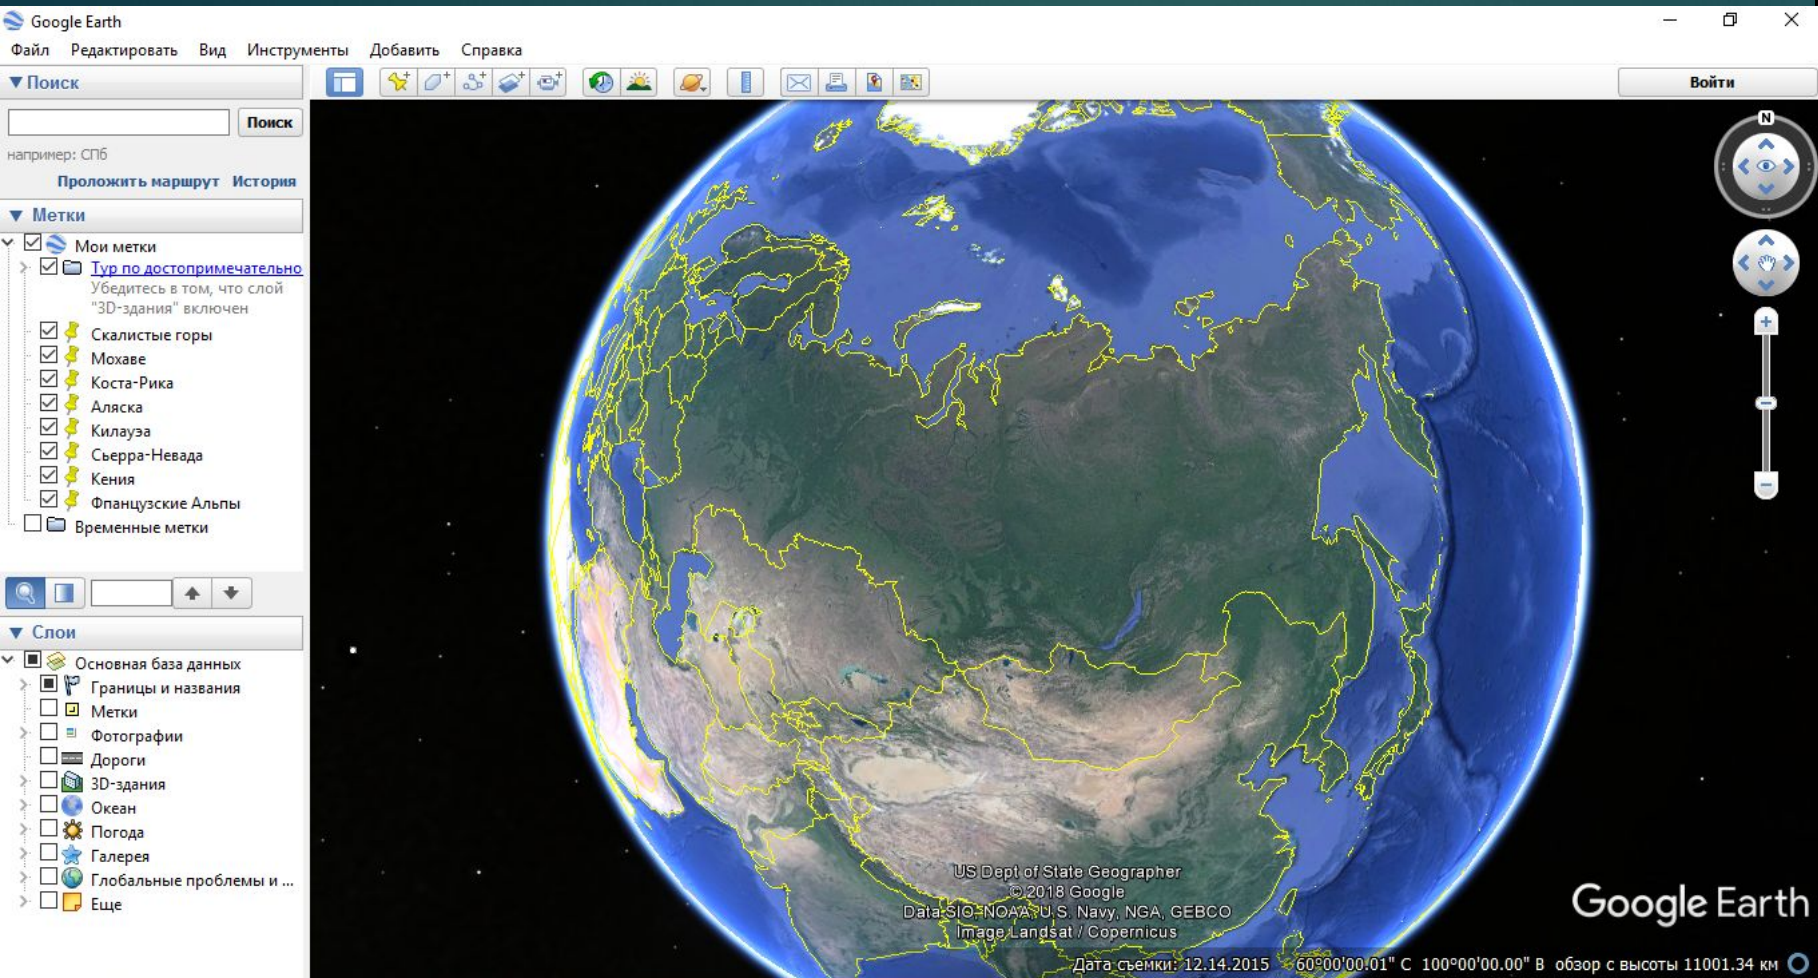 Google Earth
Файл Редактировать Вид Инструменты Добавить Справка
Поиск
Войти
Поиск
например: СПб
Проложить маршрут История
Метки
Мои метки
Тур по достопримечательно
Убедитесь в том, что слой
"3D-здания" включен
Скалистые горы
Мохаве
Коста-Рика
Аляска
Килауэа
Сьерра-Невада
Кения
Фпанцузские Альпы
Временные метки
Слои
Основная база данных
Границы и названия
Метки
Фотографии
Дороги
3D-здания
Океан
Погода
Галерея
Глобальные проблемы и ...
Еще
N
US Dept of State Geographer
© 2018 Google
Data SIO, NOAA, U.S. Navy, NGA, GEBCO
Image Landsat / Copernicus
Google Earth
Дата съемки: 12.14.2015 60°00'00.01" С 100°00'00.00" В обзор с высоты 11001.34 км